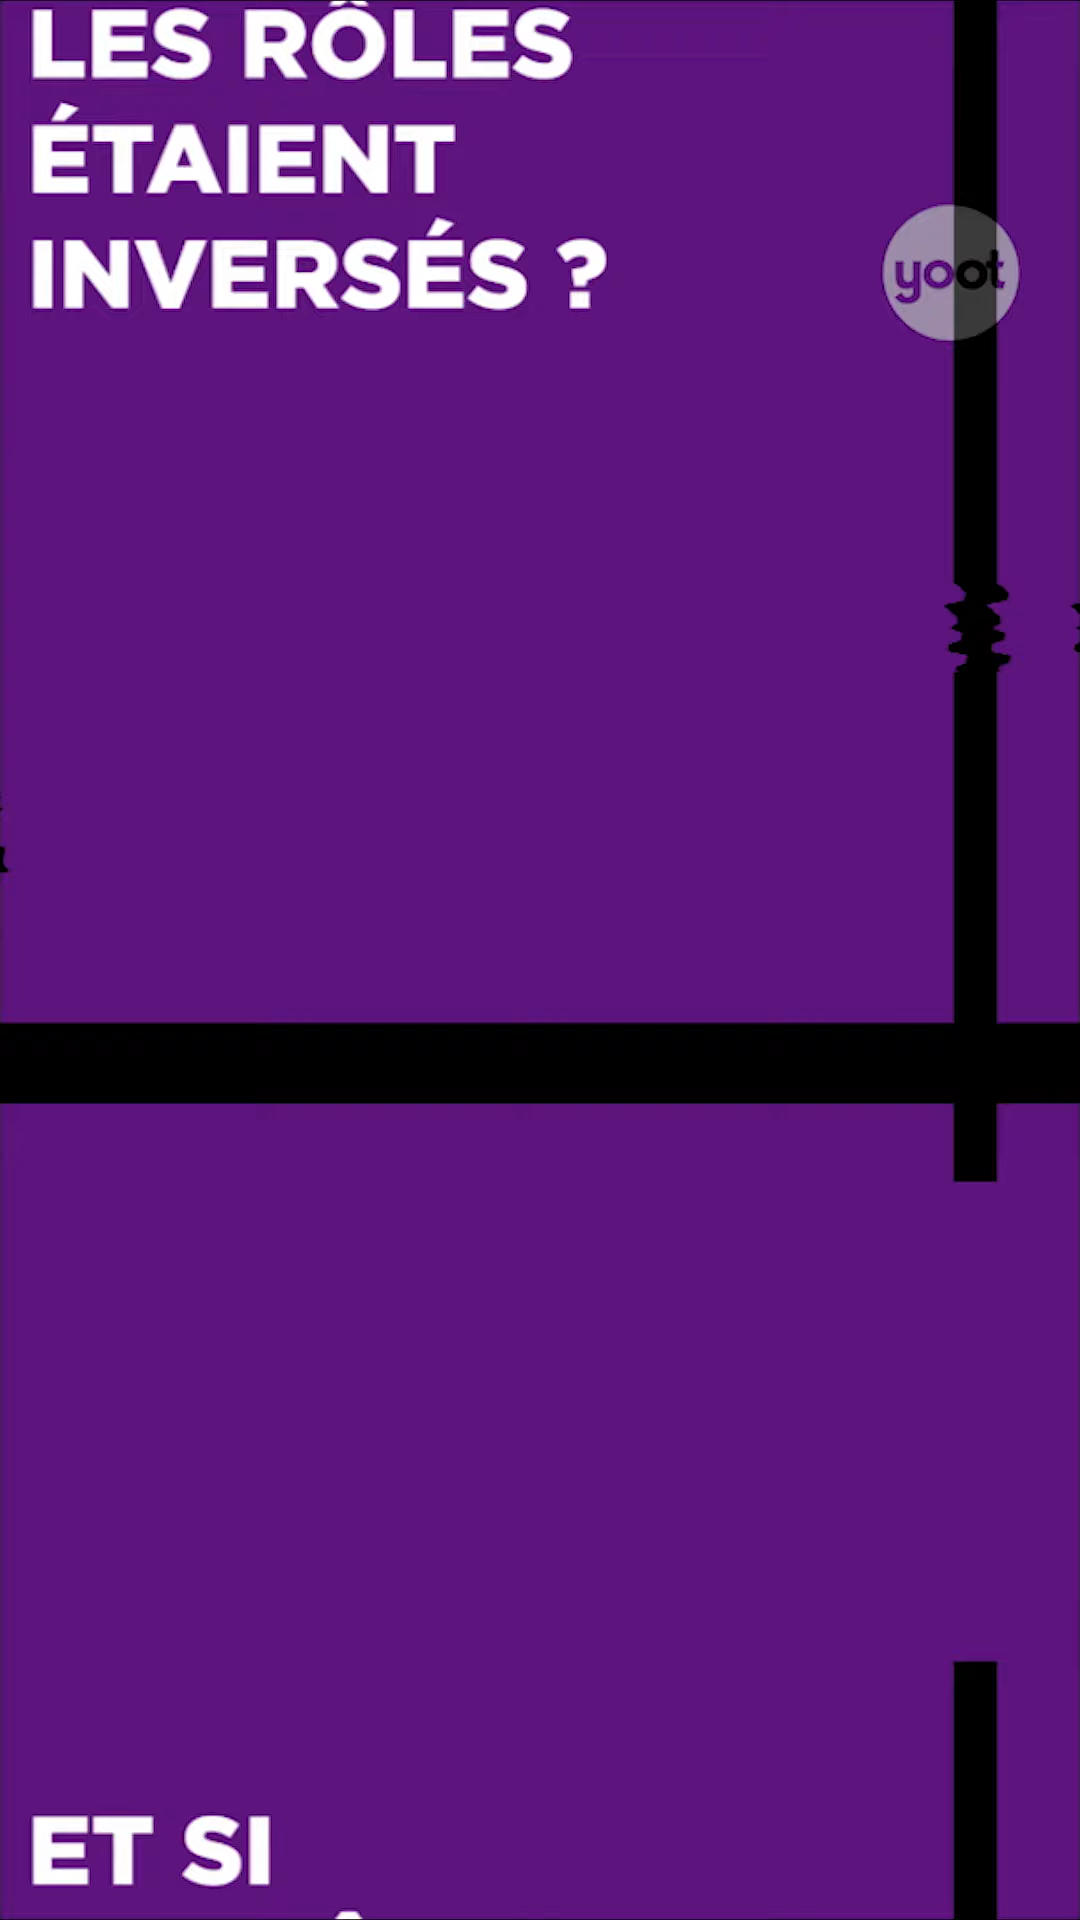 LES RÔLES
ÉTAIENT
INVERSÉS ?
yoot
ET SI